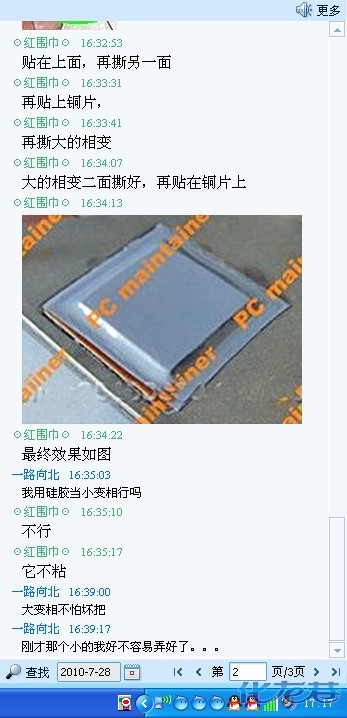 更多
红围巾 16:32:53
贴在上面，再撕另一面
红围巾 16:33:31
再贴上铜片，
红围巾 16:33:41
再撕大的相变
红围巾 16:34:07
大的相变二面撕好，再贴在铜片上
红围巾 16:34:13
PC maintainer
PC maintainer
PC maintainer
红围巾 16:34:22
最终效果如图
一路向北 16:35:03
我用硅胶当小变相行吗
红围巾 16:35:10
不行
红围巾 16:35:17
它不粘
一路向北 16:39:00
大变相不怕坏把
一路向北 16:39:17
刚才那个小的我好不容易弄好了。。。
查找 2010-7-28 第 2 页/3页
17:17